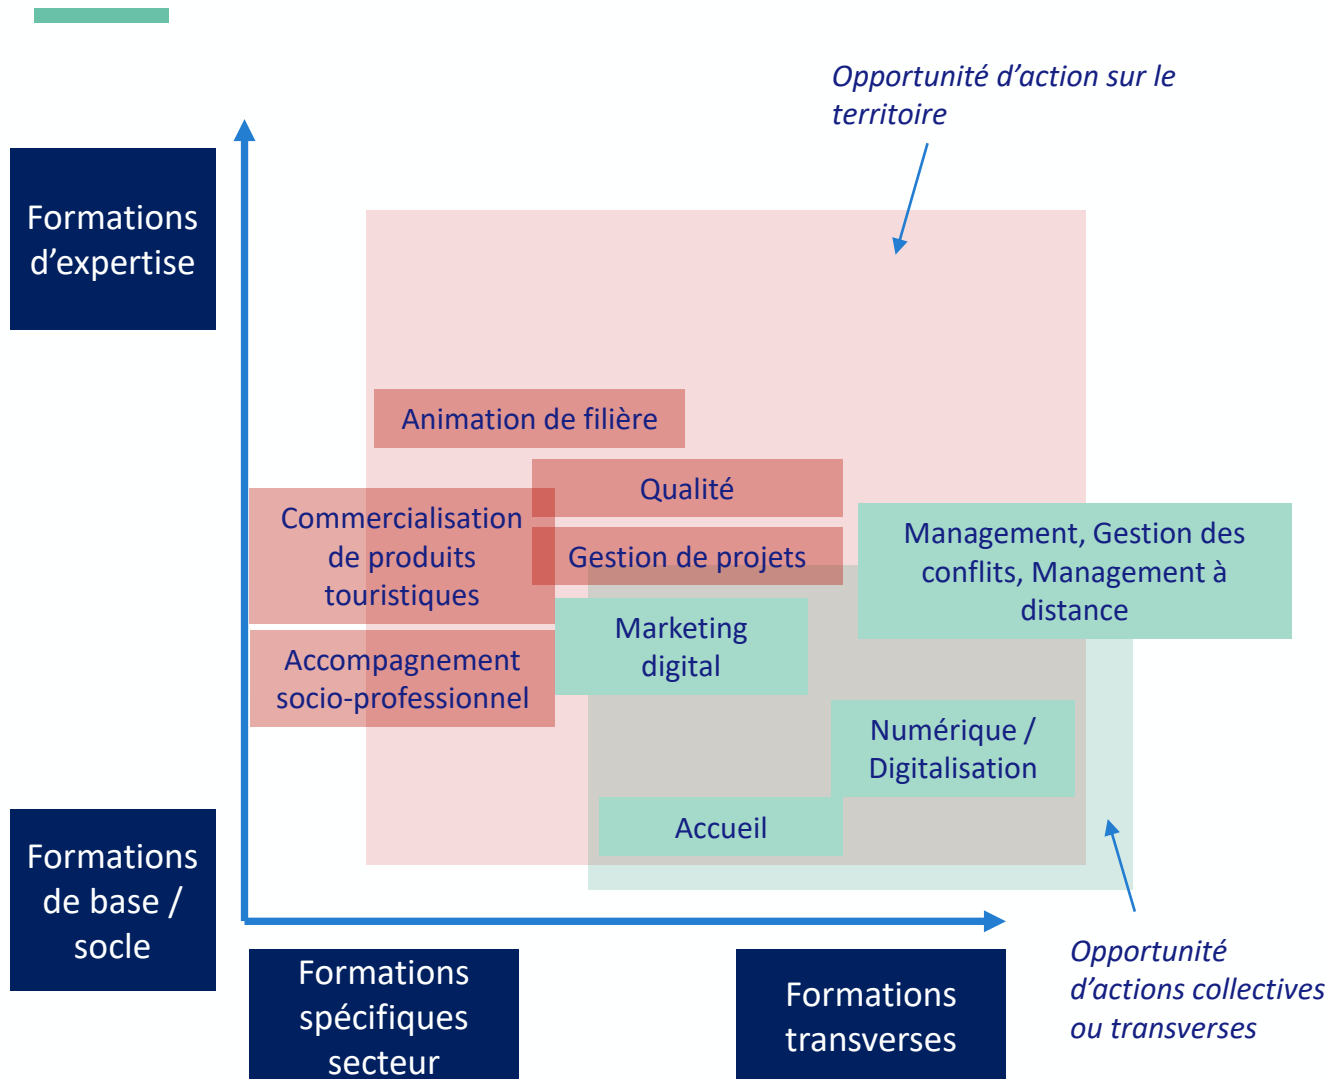 Opportunité d’action sur le
territoire
Formations
d’expertise
Animation de filière
Qualité
Commercialisation
de produits
touristiques
Gestion de projets
Management, Gestion des
conflits, Management à
distance
Marketing
digital
Accompagnement
socio-professionnel
Numérique /
Digitalisation
Accueil
Formations
de base /
socle
Formations
spécifiques
secteur
Formations
transverses
Opportunité
d’actions collectives
ou transverses